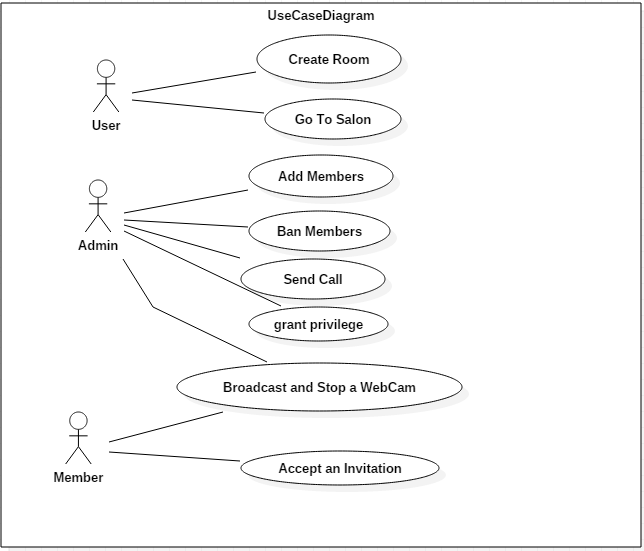 UseCaseDiagram
Create Room
User
Go To Salon
Add Members
Admin
Ban Members
Send Call
grant privilege
Broadcast and Stop a WebCam
Member
Accept an Invitation